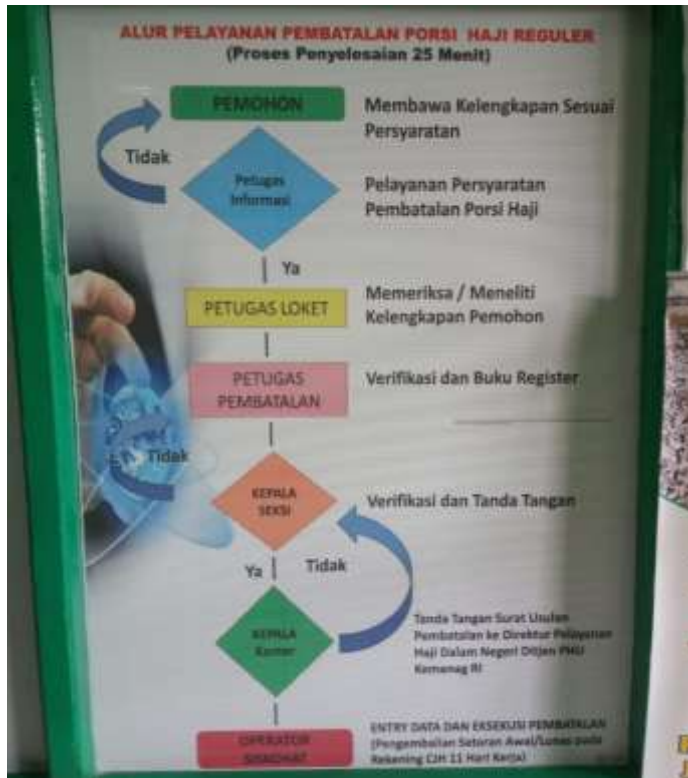 ALUR PELAYANAN PEMBATALAN PORSI HAJI REGULER
(Proses Penyelesaian 25 Menit)
PEMOHON
Membawa Kelengkapan Sesuai
Persyaratan
Tidak
Petugas
Informasi
Pelayanan Persyaratan
Pembatalan Porsi Haji
Ya
PETUGAS LOKET
Memeriksa / Meneliti
Kelengkapan Pemohon
PETUGAS
PEMBATALAN
Verifikasi dan Buku Register
Tidak
KEPALA
SEKSI
Verifikasi dan Tanda Tangan
Ya
Tidak
KEPALA
Kantor
Tanda Tangan Surat Usulan
Pembatalan ke Direktur Pelayanan
Haji Dalam Negeri Ditjen PHU
Kemanag RI
OPERATOR
SISKOHAT
ENTRY DATA DAN EKSEKUSI PEMBATALAN
(Pengembalian Setoran Awal/Lunas pada
Rekening CJH 11 Hari Kerja)